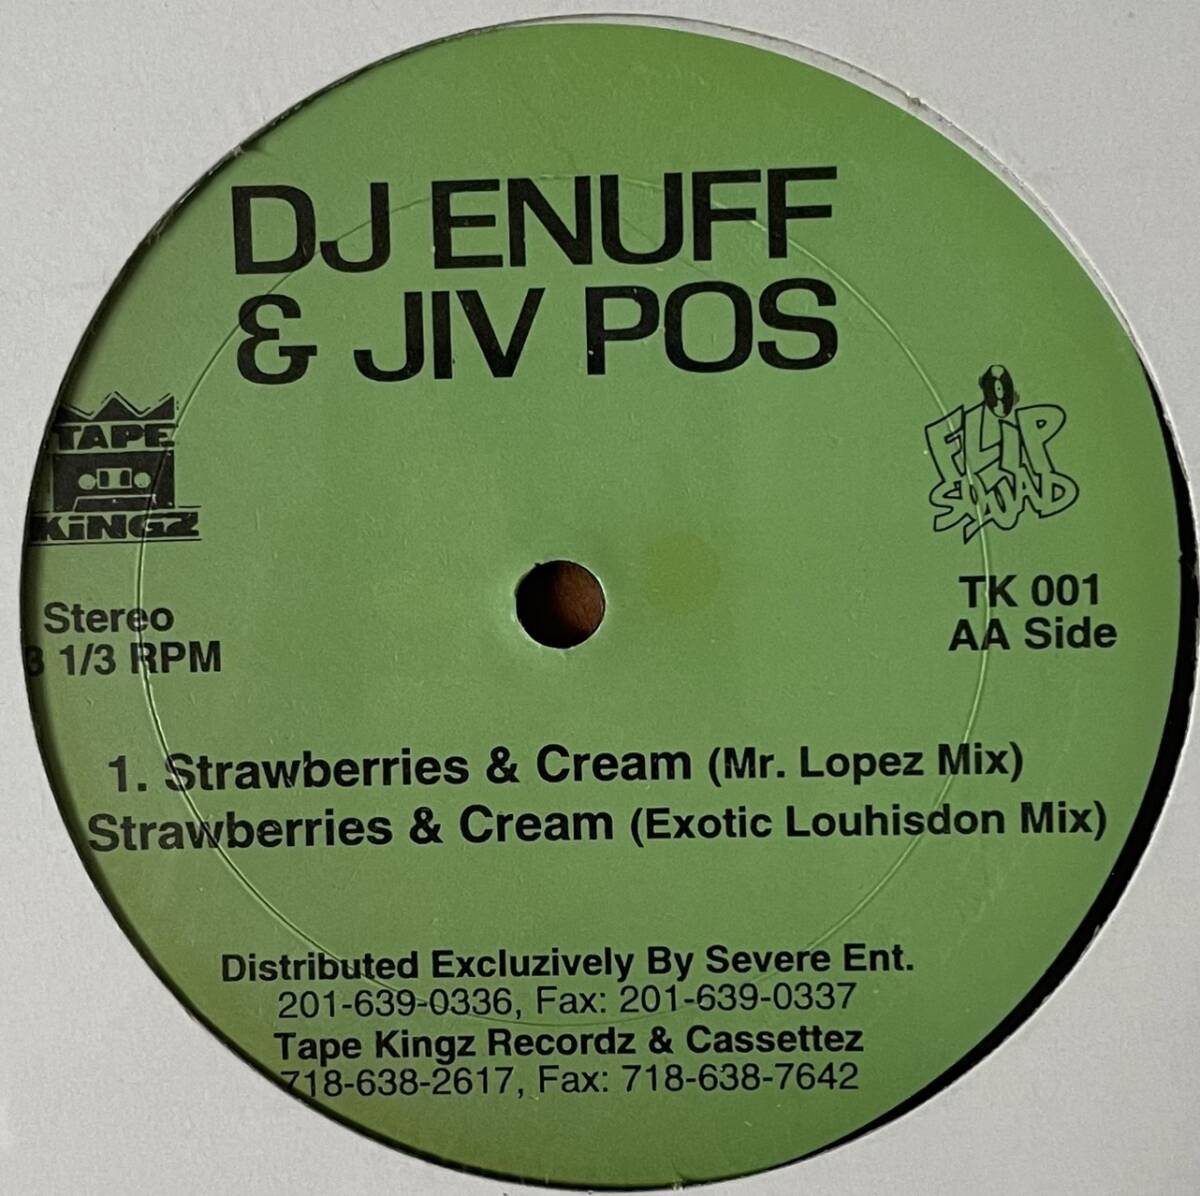 DJ ENUFF
& JIV POS
TAPE
KiNGZ
FLiP
SQUAD
Stereo
3 1/3 RPM
TK 001
AA Side
1. Strawberries & Cream (Mr. Lopez Mix)
Strawberries & Cream (Exotic Louhisdon Mix)
Distributed Excluzively By Severe Ent.
201-639-0336, Fax: 201-639-0337
Tape Kingz Recordz & Cassettez
718-638-2617, Fax: 718-638-7642